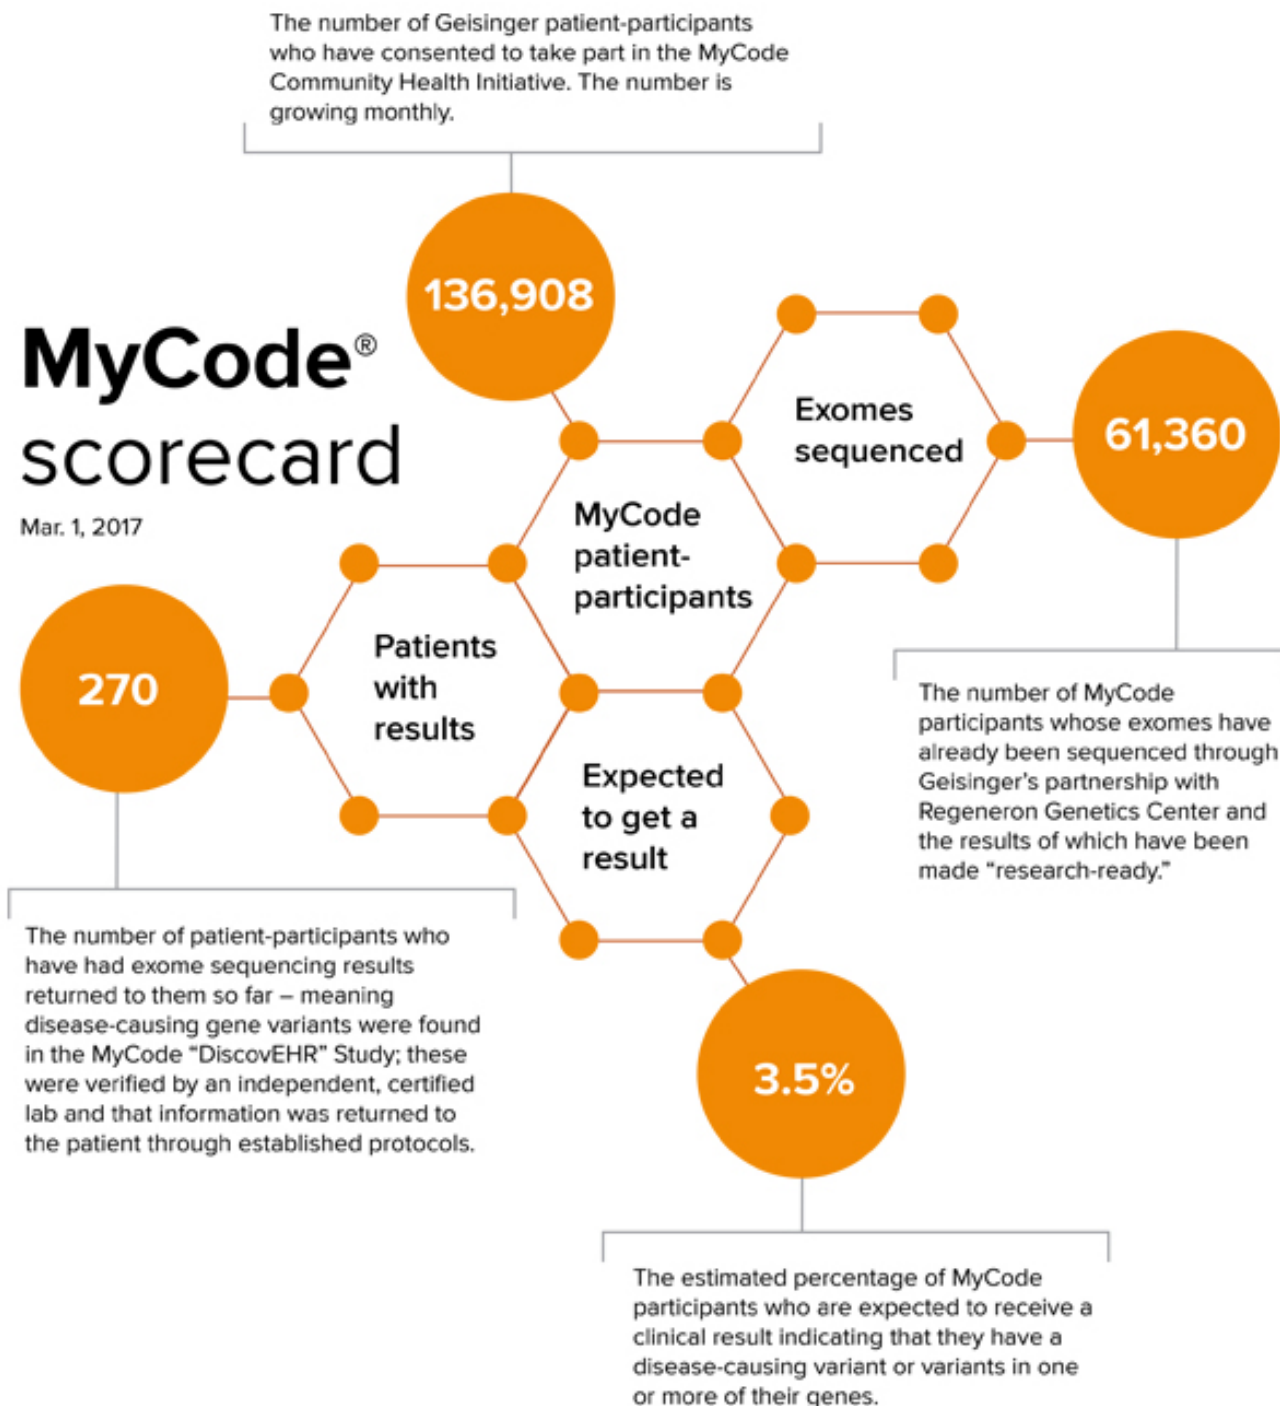 The number of Geisinger patient-participants
who have consented to take part in the MyCode
Community Health Initiative. The number is
growing monthly.
136,908
MyCode®
scorecard
Mar. 1, 2017
Exomes
sequenced
61,360
MyCode
patient-
participants
Patients
with
results
270
Expected
to get a
result
The number of MyCode
participants whose exomes have
already been sequenced through
Geisinger's partnership with
Regeneron Genetics Center and
the results of which have been
made “research-ready.”
The number of patient-participants who
have had exome sequencing results
returned to them so far – meaning
disease-causing gene variants were found
in the MyCode “DiscovEHR” Study; these
were verified by an independent, certified
lab and that information was returned to
the patient through established protocols.
3.5%
The estimated percentage of MyCode
participants who are expected to receive a
clinical result indicating that they have a
disease-causing variant or variants in one
or more of their genes.